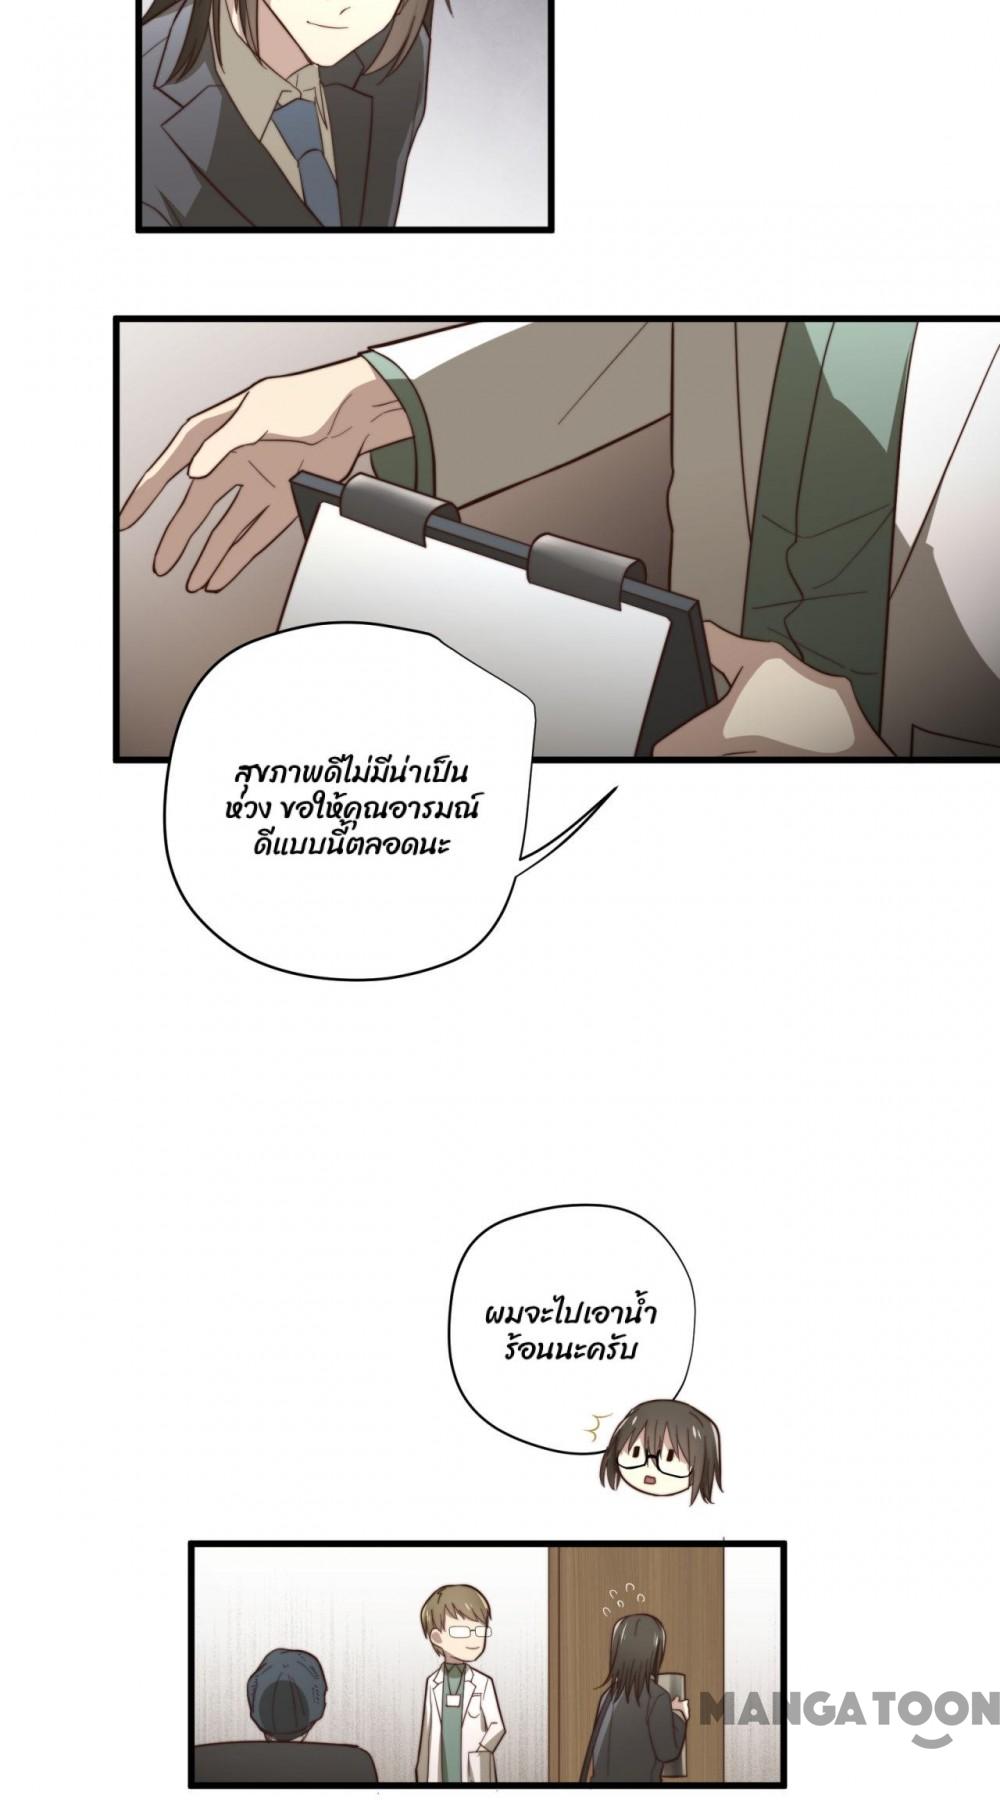 สุขภาพดีไม่มีน่าเป็น
ห่วง ขอให้คุณอารมณ์
ดีแบบนี้ตลอดนะ
ผมจะไปเอาน้ำ
ร้อนนะครับ
MANGATOON